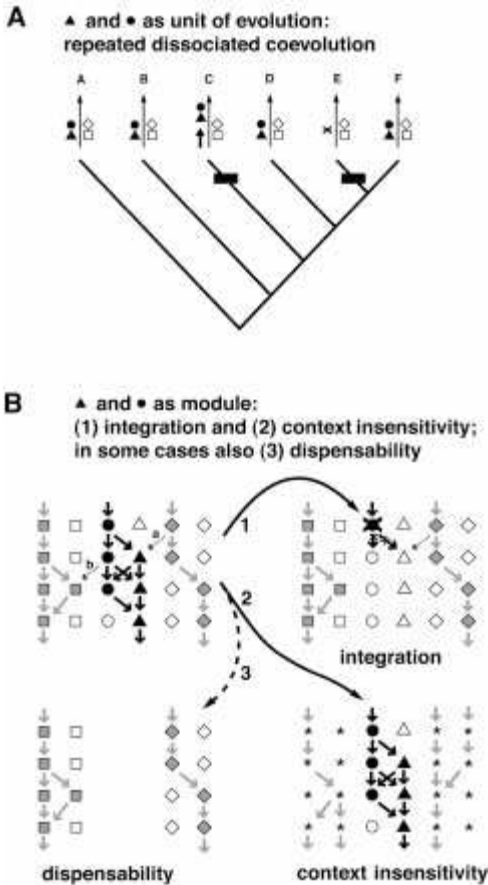 A
▲ and ● as unit of evolution:
repeated dissociated coevolution
A B C D E F
B
▲ and ● as module:
(1) integration and (2) context insensitivity;
in some cases also (3) dispensability
1
a
b
2
integration
3
dispensability
context insensitivity